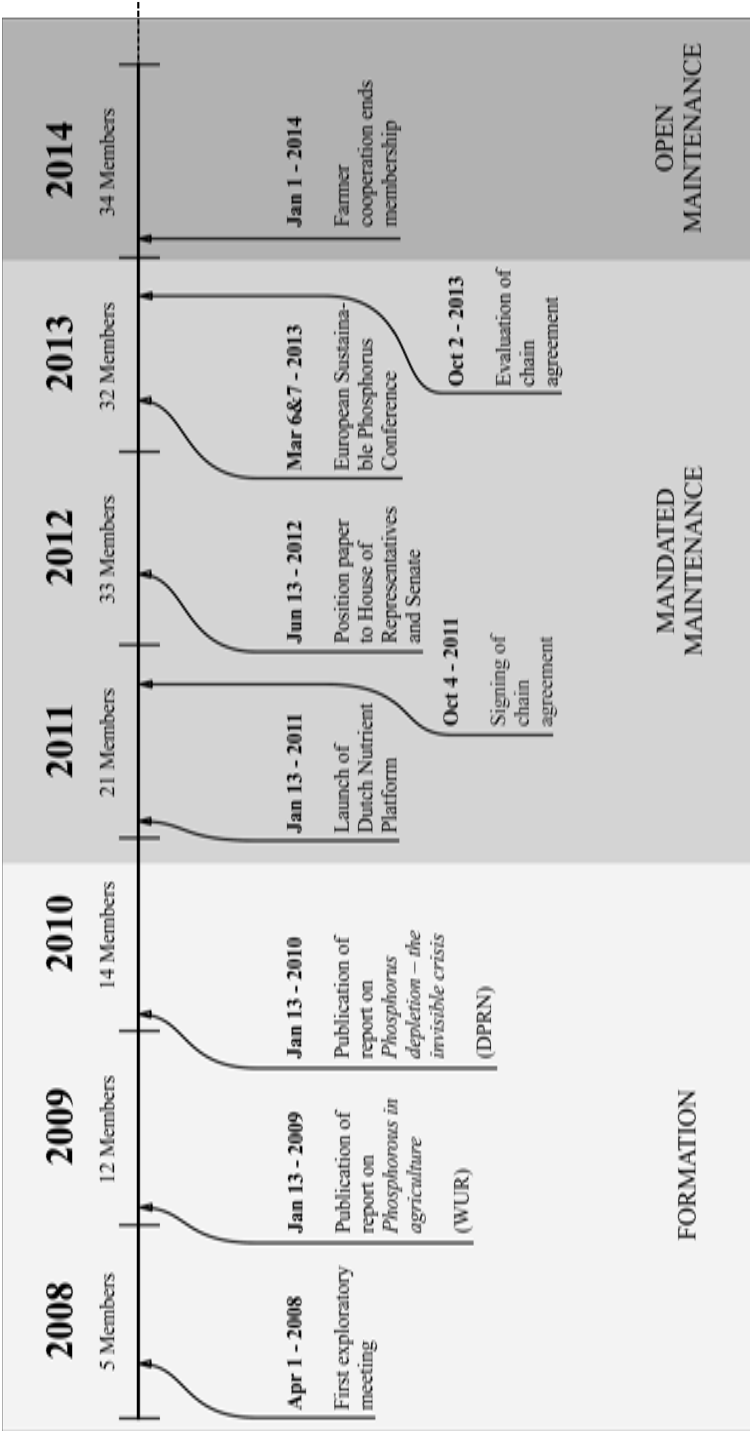 2008
5 Members
2009
12 Members
2010
14 Members
2011
21 Members
2012
33 Members
2013
32 Members
2014
34 Members
Apr 1 - 2008
First exploratory
meeting
Jan 13 - 2009
Publication of
report on
Phosphorous in
agriculture
(WUR)
Jan 13 - 2010
Publication of
report on
Phosphorus
depletion – the
invisible crisis
(DPRN)
Jan 13 - 2011
Launch of
Dutch Nutrient
Platform
Oct 4 - 2011
Signing of
chain
agreement
Jun 13 - 2012
Position paper
to House of
Representatives
and Senate
Mar 6&7 - 2013
European Sustaina-
ble Phosphorus
Conference
Oct 2 - 2013
Evaluation of
chain
agreement
Jan 1 - 2014
Farmer
cooperation ends
membership
FORMATION
MANDATED
MAINTENANCE
OPEN
MAINTENANCE